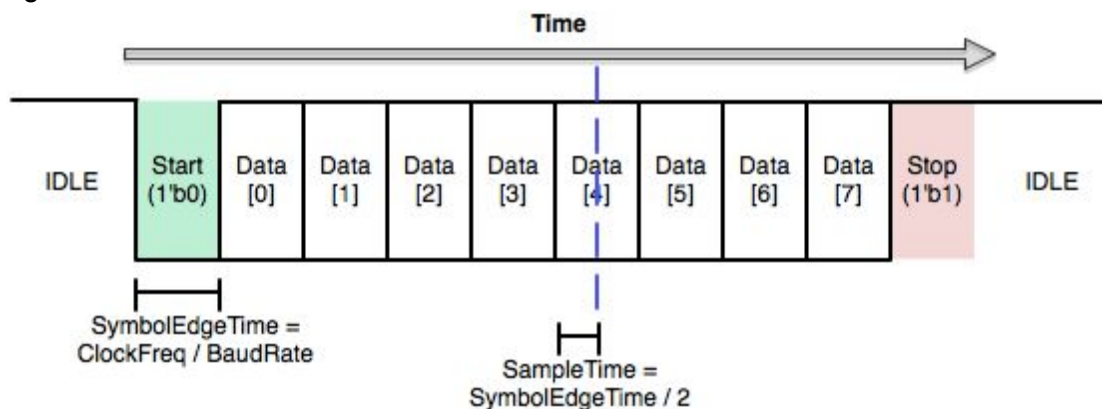 Time
IDLE
Start
(1'b0)
Data
[0]
Data
[1]
Data
[2]
Data
[3]
Data
[4]
Data
[5]
Data
[6]
Data
[7]
Stop
(1'b1)
IDLE
SymbolEdgeTime =
ClockFreq / BaudRate
SampleTime =
SymbolEdgeTime / 2